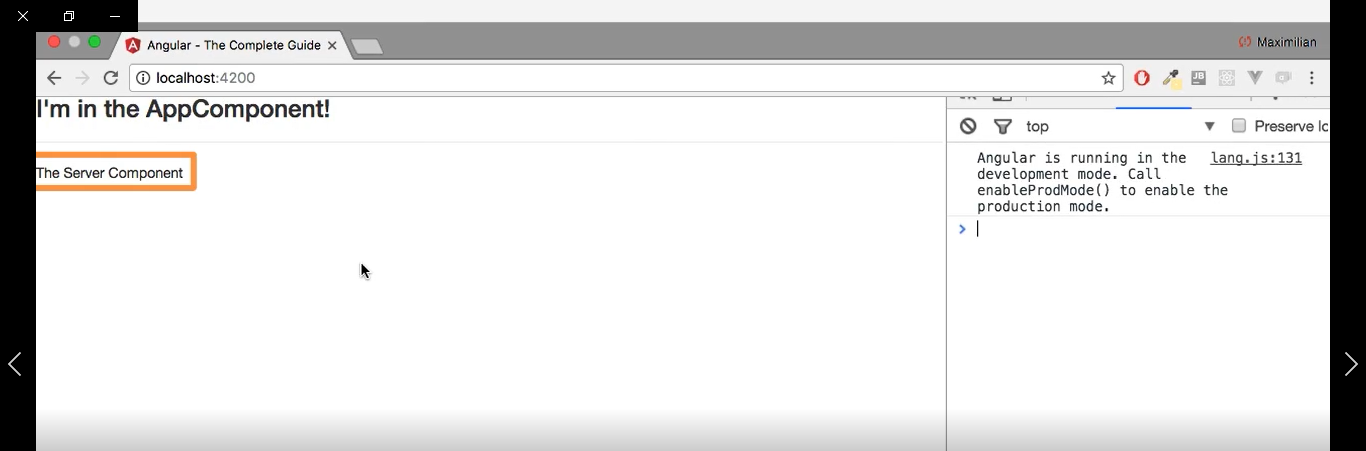 Angular - The Complete Guide
Maximilian
localhost:4200
I'm in the AppComponent!
The Server Component
top
Preserve lo
Angular is running in the lang.js:131
development mode. Call
enableProdMode() to enable the
production mode.